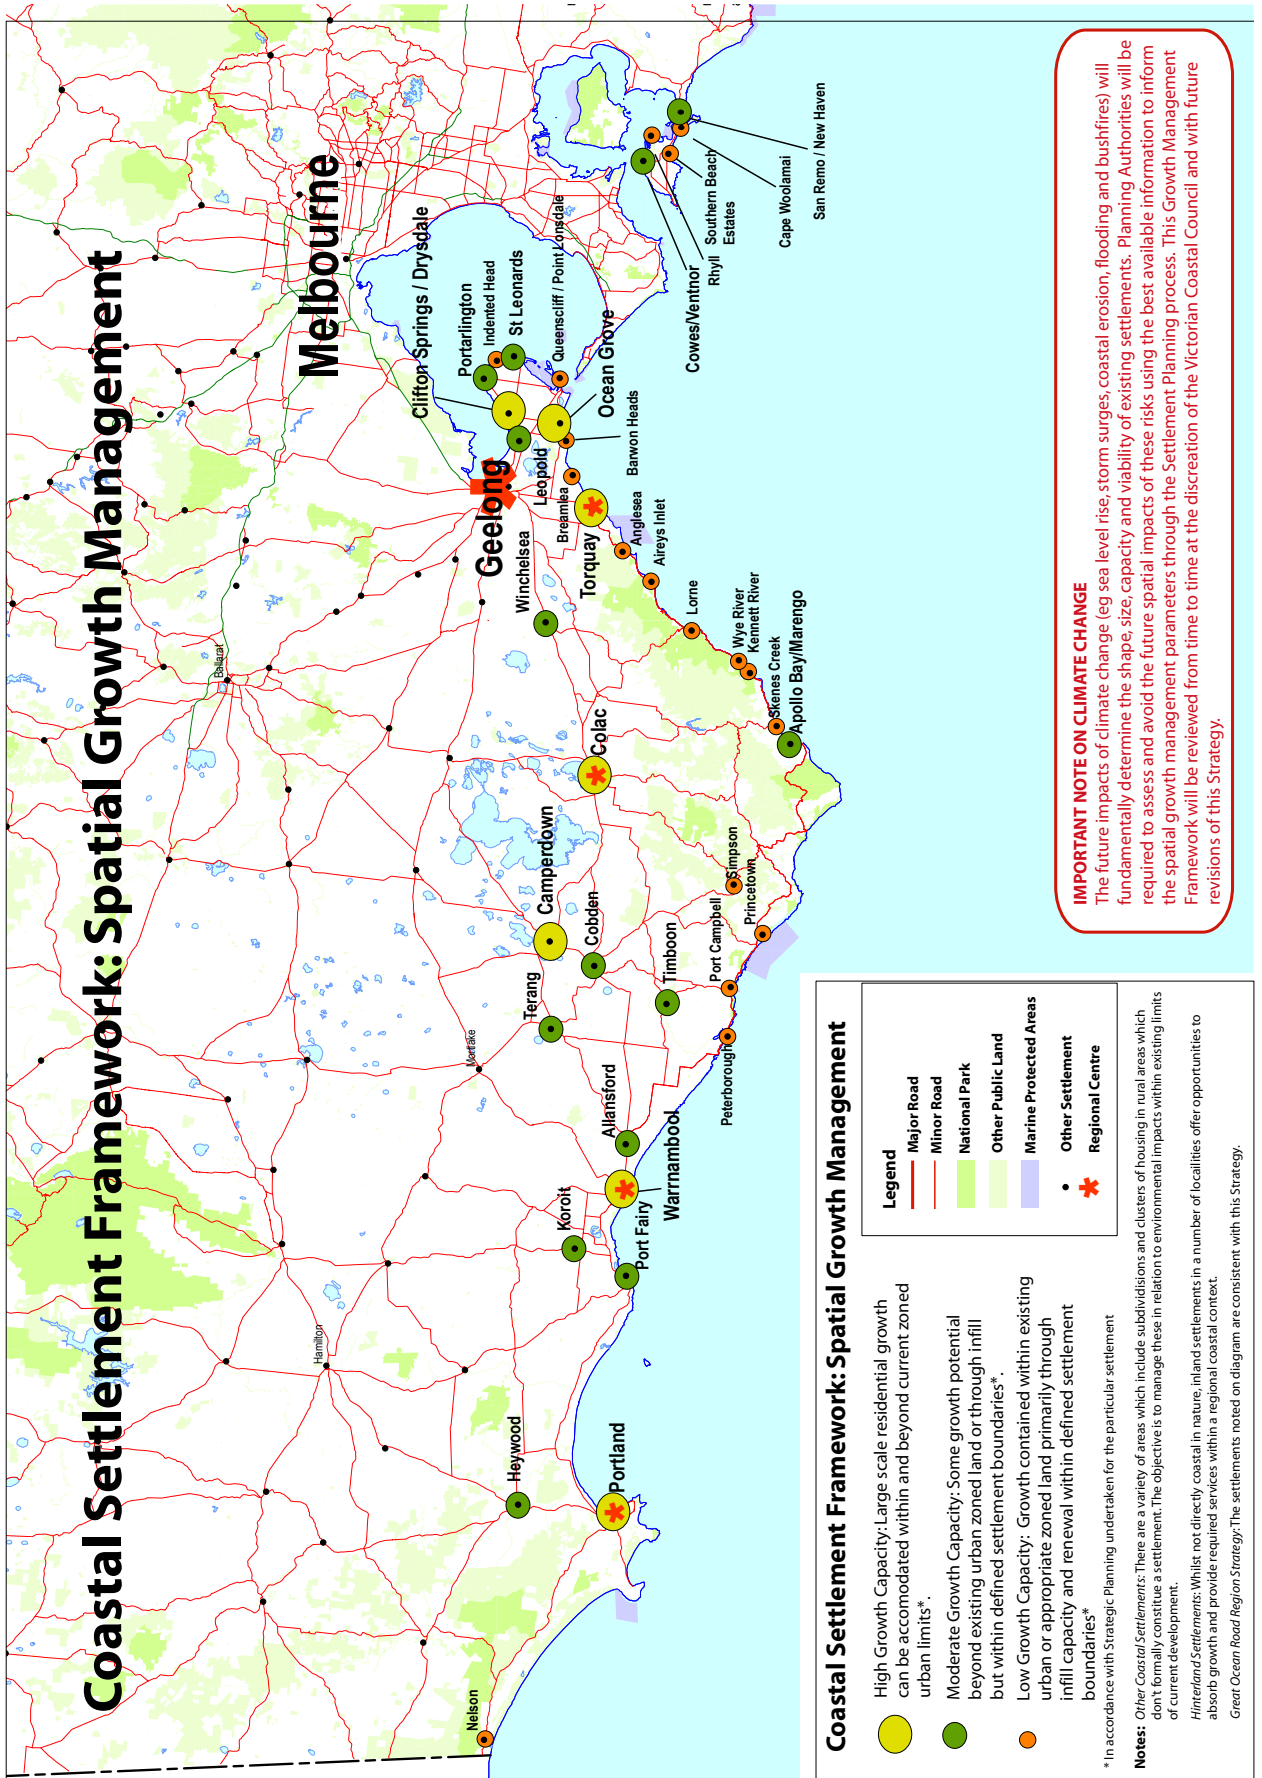 Coastal Settlement Framework: Spatial Growth Management
Melbourne
Geelong
Clifton Springs / Drysdale
Portarlington
Indented Head
St Leonards
Queenscliff / Point Lonsdale
Ocean Grove
Barwon Heads
Leopold
Breamlea
Torquay
Anglesea
Aireys Inlet
Winchelsea
Lorne
Wye River
Kennett River
Skenes Creek
Apollo Bay/Marengo
Colac
Camperdown
Cobden
Terang
Timboon
Simpson
Princetown
Port Campbell
Peterborough
Allansford
Warrnambool
Koroit
Port Fairy
Portland
Heywood
Nelson
Ballarat
Mortlake
Hamilton
Cowes/Ventnor
Rhyll
Southern Beach
Estates
Cape Woolamai
San Remo / New Haven
IMPORTANT NOTE ON CLIMATE CHANGE
The future impacts of climate change (eg sea level rise, storm surges, coastal erosion, flooding and bushfires) will
fundamentally determine the shape, size, capacity and viability of existing settlements. Planning Authorities will be
required to assess and avoid the future spatial impacts of these risks using the best available information to inform
the spatial growth management parameters through the Settlement Planning process. This Growth Management
Framework will be reviewed from time to time at the discretion of the Victorian Coastal Council and with future
revisions of this Strategy.
Coastal Settlement Framework: Spatial Growth Management
High Growth Capacity: Large scale residential growth
can be accomodated within and beyond current zoned
urban limits*.
Moderate Growth Capacity: Some growth potential
beyond existing urban zoned land or through infill
but within defined settlement boundaries*.
Low Growth Capacity: Growth contained within existing
urban or appropriate zoned land primarily through
infill capacity and renewal within defined settlement
boundaries*
* In accordance with Strategic Planning undertaken for the particular settlement
Legend
Major Road
Minor Road
National Park
Other Public Land
Marine Protected Areas
Other Settlement
Regional Centre
Notes: Other Coastal Settlements: There are a variety of areas which include subdividisions and clusters of housing in rural areas which
don't formally constitute a settlement. The objective is to manage these in relation to environmental impacts within existing limits
of current development.
Hinterland Settlements: Whilst not directly coastal in nature, inland settlements in a number of locailities offer opportunities to
absorb growth and provide required services within a regional coastal context.
Great Ocean Road Region Strategy: The settlements noted on diagram are consistent with this Strategy.